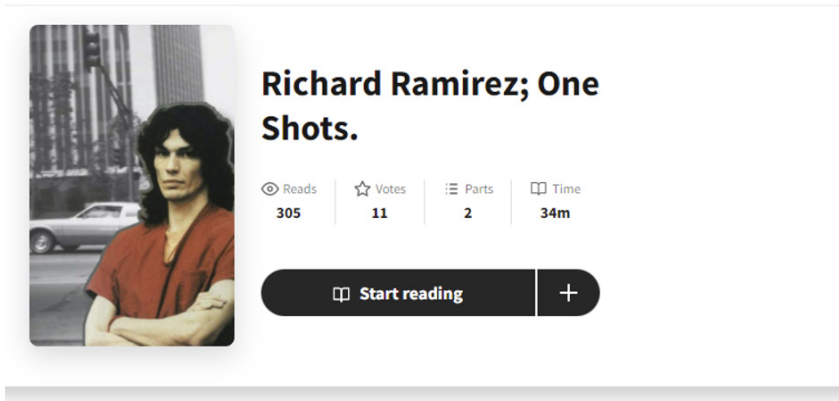 Richard Ramirez; One
Shots.
Reads
Votes
Parts
Time
305
11
2
34m
Start reading